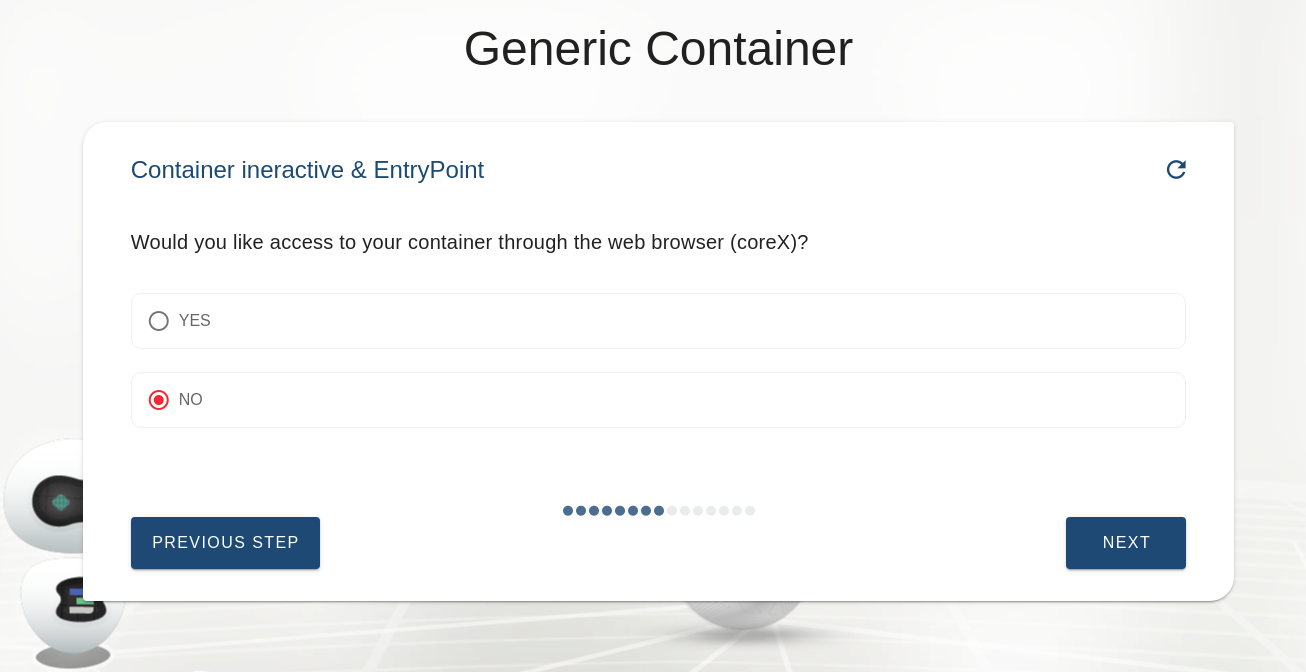 Generic Container
Container ineractive & EntryPoint
Would you like access to your container through the web browser (coreX)?
YES
NO
PREVIOUS STEP
NEXT